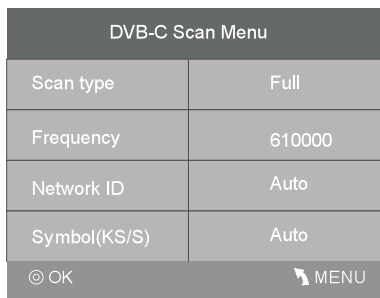 DVB-C Scan Menu
Scan type Full
Frequency 610000
Network ID Auto
Symbol(KS/S) Auto
OK MENU